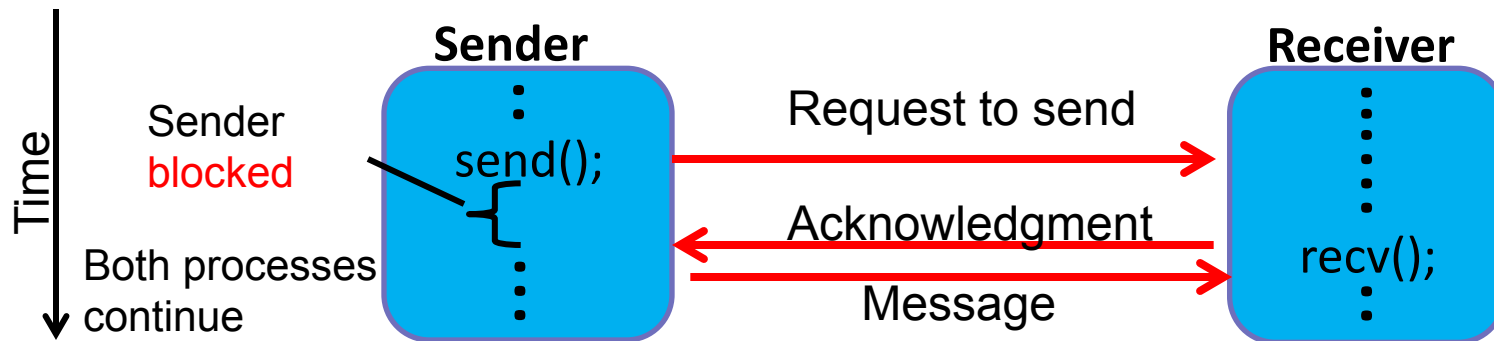 Sender
Receiver
Time
Sender
blocked
send();
Request to send
Acknowledgment
recv();
Both processes
continue
Message